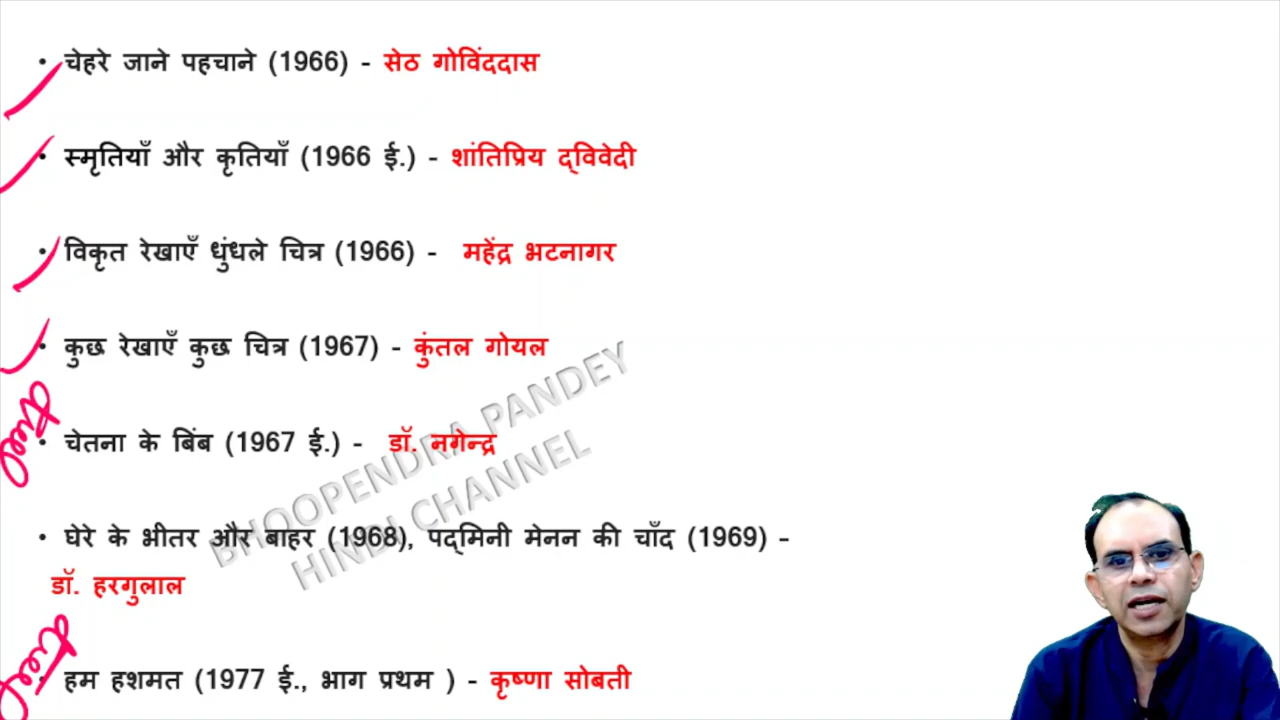 • चेहरे जाने पहचाने (1966) - सेठ गोविंददास
• स्मृतियाँ और कृतियाँ (1966 ई.) - शांतिप्रिय द्विवेदी
• विकृत रेखाएँ धुंधले चित्र (1966) - महेंद्र भटनागर
• कुछ रेखाएँ कुछ चित्र (1967) - कुंतल गोयल
• चेतना के बिंब (1967 ई.) - डॉ. नगेन्द्र
• घेरे के भीतर और बाहर (1968), पद्मिनी मेनन की चाँद (1969) -
डॉ. हरगुलाल
• हम हशमत (1977 ई., भाग प्रथम ) - कृष्णा सोबती
BHOOPENDRA PANDEY
HINDI CHANNEL